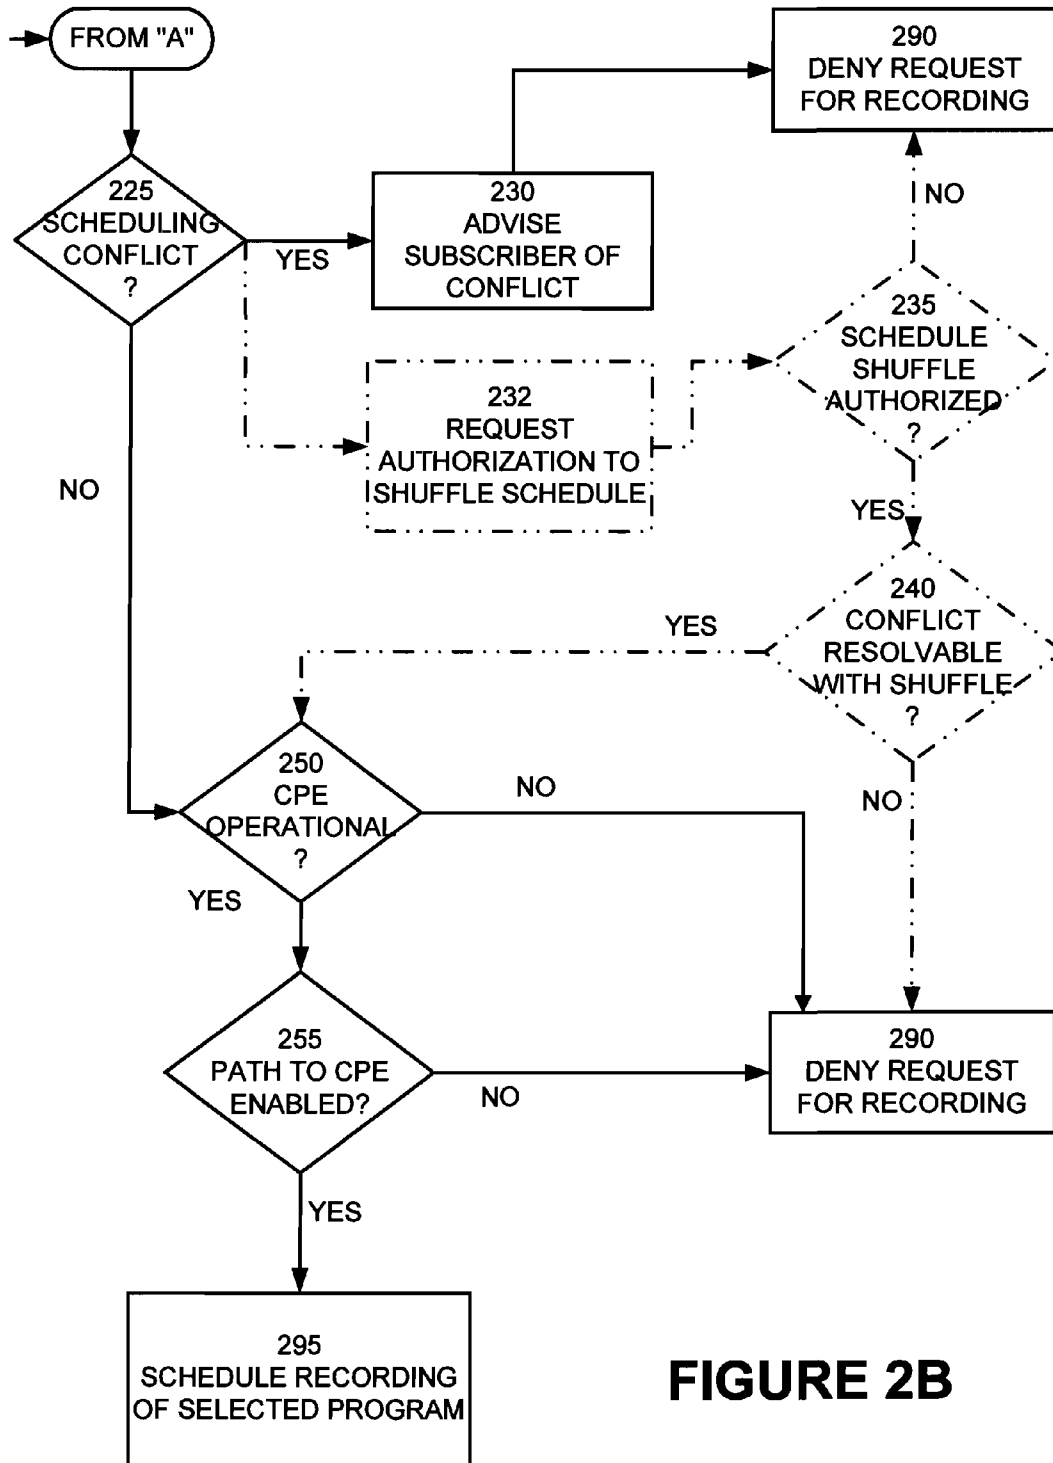 FROM "A"
290
DENY REQUEST
FOR RECORDING
225
SCHEDULING
CONFLICT
?
YES
230
ADVISE
SUBSCRIBER OF
CONFLICT
NO
235
SCHEDULE
SHUFFLE
AUTHORIZED
?
232
REQUEST
AUTHORIZATION TO
SHUFFLE SCHEDULE
NO
YES
240
CONFLICT
RESOLVABLE
WITH SHUFFLE
?
YES
250
CPE
OPERATIONAL
?
NO
NO
YES
255
PATH TO CPE
ENABLED?
NO
290
DENY REQUEST
FOR RECORDING
YES
295
SCHEDULE RECORDING
OF SELECTED PROGRAM
FIGURE 2B